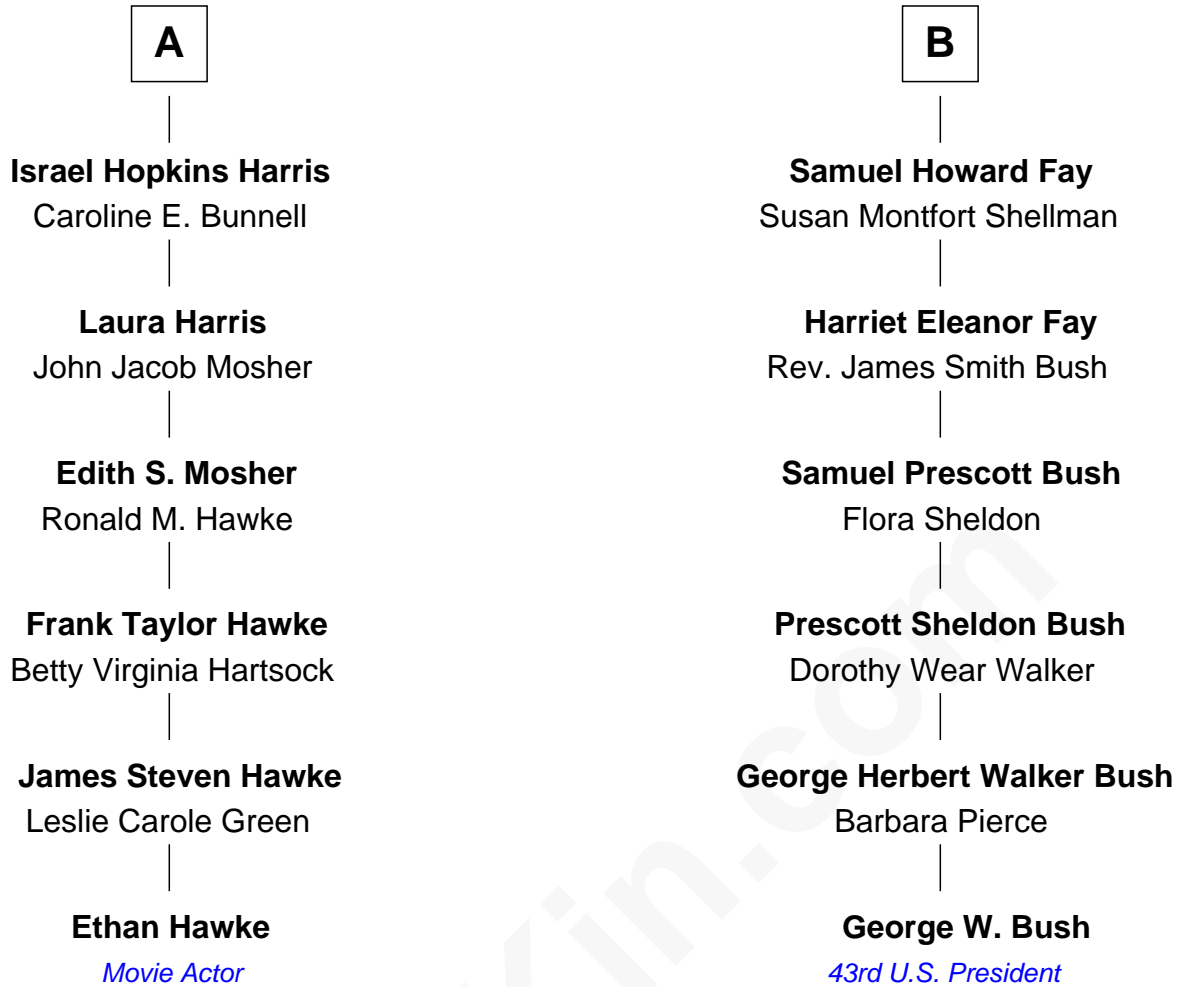 A
B
Israel Hopkins Harris
Caroline E. Bunnell
Samuel Howard Fay
Susan Montfort Shellman
Laura Harris
John Jacob Mosher
Harriet Eleanor Fay
Rev. James Smith Bush
Edith S. Mosher
Ronald M. Hawke
Samuel Prescott Bush
Flora Sheldon
Frank Taylor Hawke
Betty Virginia Hartsock
Prescott Sheldon Bush
Dorothy Wear Walker
James Steven Hawke
Leslie Carole Green
George Herbert Walker Bush
Barbara Pierce
Ethan Hawke
Movie Actor
George W. Bush
43rd U.S. President
Kin.com